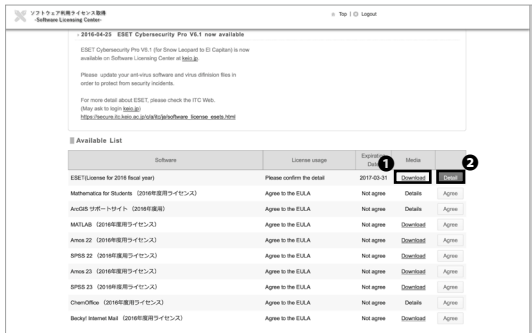 ソフトウェア利用ライセンス取得
-Software Licensing Center-
Top | Logout
- 2016-04-25 ESET Cybersecurity Pro V6.1 now available
ESET Cybersecurity Pro V6.1 (for Snow Leopard to El Capitan) is now
available on Software Licensing Center at keio.jp.
Please update your anti-virus software and virus difinision files in
order to protect from security incidents.
For more detail about ESET, please check the ITC Web.
(May ask to login keio.jp)
https://secure.itc.keio.ac.jp/c/a/itc/ja/software_license_esets.html
Available List
Software License usage Expiration Date Media
1 2
ESET(License for 2016 fiscal year) Please confirm the detail 2017-03-31 Download Detail
Mathematica for Students (2016年度用ライセンス) Agree to the EULA Not agree Details Agree
ArcGIS サポートサイト (2016年度用) Agree to the EULA Not agree Details Agree
MATLAB (2016年度用ライセンス) Agree to the EULA Not agree Download Agree
Amos 22 (2016年度用ライセンス) Agree to the EULA Not agree Download Agree
SPSS 22 (2016年度用ライセンス) Agree to the EULA Not agree Download Agree
Amos 23 (2016年度用ライセンス) Agree to the EULA Not agree Download Agree
SPSS 23 (2016年度用ライセンス) Agree to the EULA Not agree Download Agree
ChemOffice (2016年度用ライセンス) Agree to the EULA Not agree Details Agree
Becky! Internet Mail (2016年度用ライセンス) Agree to the EULA Not agree Download Agree